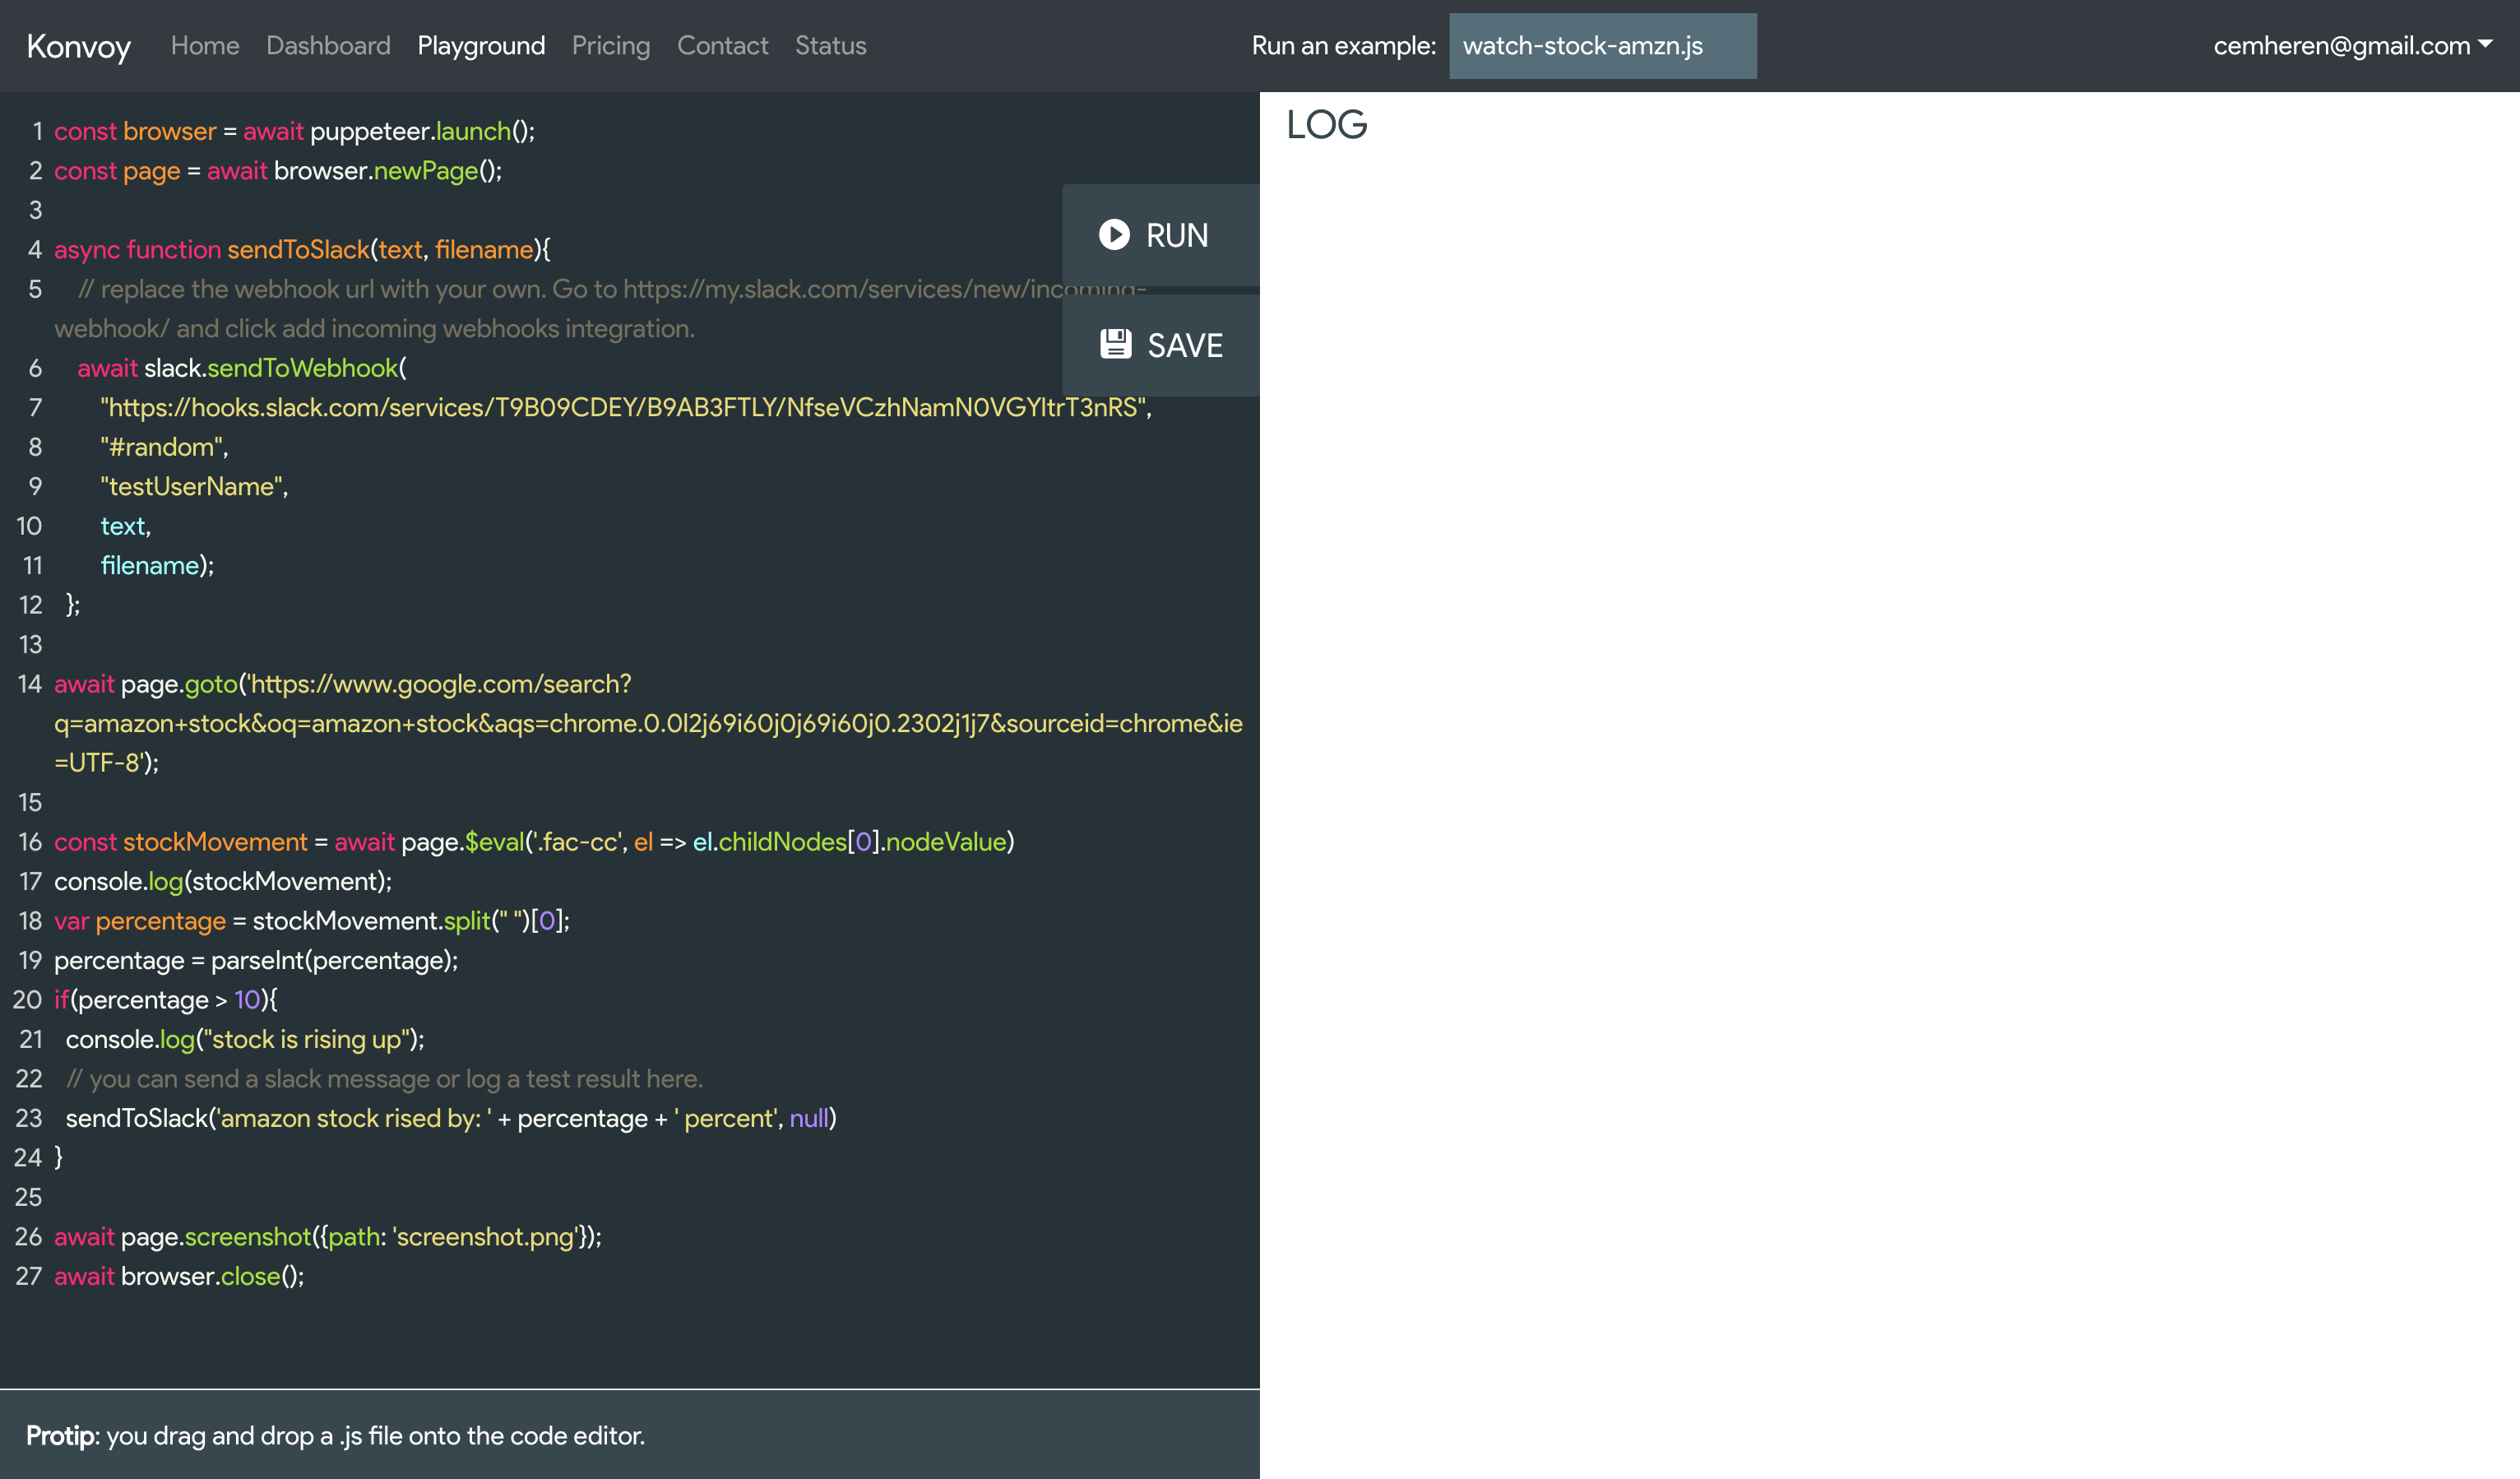 Konvoy Home Dashboard Playground Pricing Contact Status Run an example: watch-stock-amzn.js cemheren@gmail.com
LOG
1 const browser = await puppeteer.launch();
2 const page = await browser.newPage();
3
RUN
4 async function sendToSlack(text, filename){
5 // replace the webhook url with your own. Go to https://my.slack.com/services/new/incoming-
webhook/ and click add incoming webhooks integration.
SAVE
6 await slack.sendToWebhook(
7 "https://hooks.slack.com/services/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",
8 "#random",
9 "testUserName",
10 text,
11 filename);
12 };
13
14 await page.goto('https://www.google.com/search?
q=amazon+stock&oq=amazon+stock&aqs=chrome.0.0l2j69i60j0j69i60j0.2302j1j7&sourceid=chrome&ie
=UTF-8');
15
16 const stockMovement = await page.$eval('.fac-cc', el => el.childNodes[0].nodeValue)
17 console.log(stockMovement);
18 var percentage = stockMovement.split(" ")[0];
19 percentage = parseInt(percentage);
20 if(percentage > 10){
21 console.log("stock is rising up");
22 // you can send a slack message or log a test result here.
23 sendToSlack('amazon stock rised by: ' + percentage + ' percent', null)
24 }
25
26 await page.screenshot({path: 'screenshot.png'});
27 await browser.close();
Protip: you drag and drop a .js file onto the code editor.